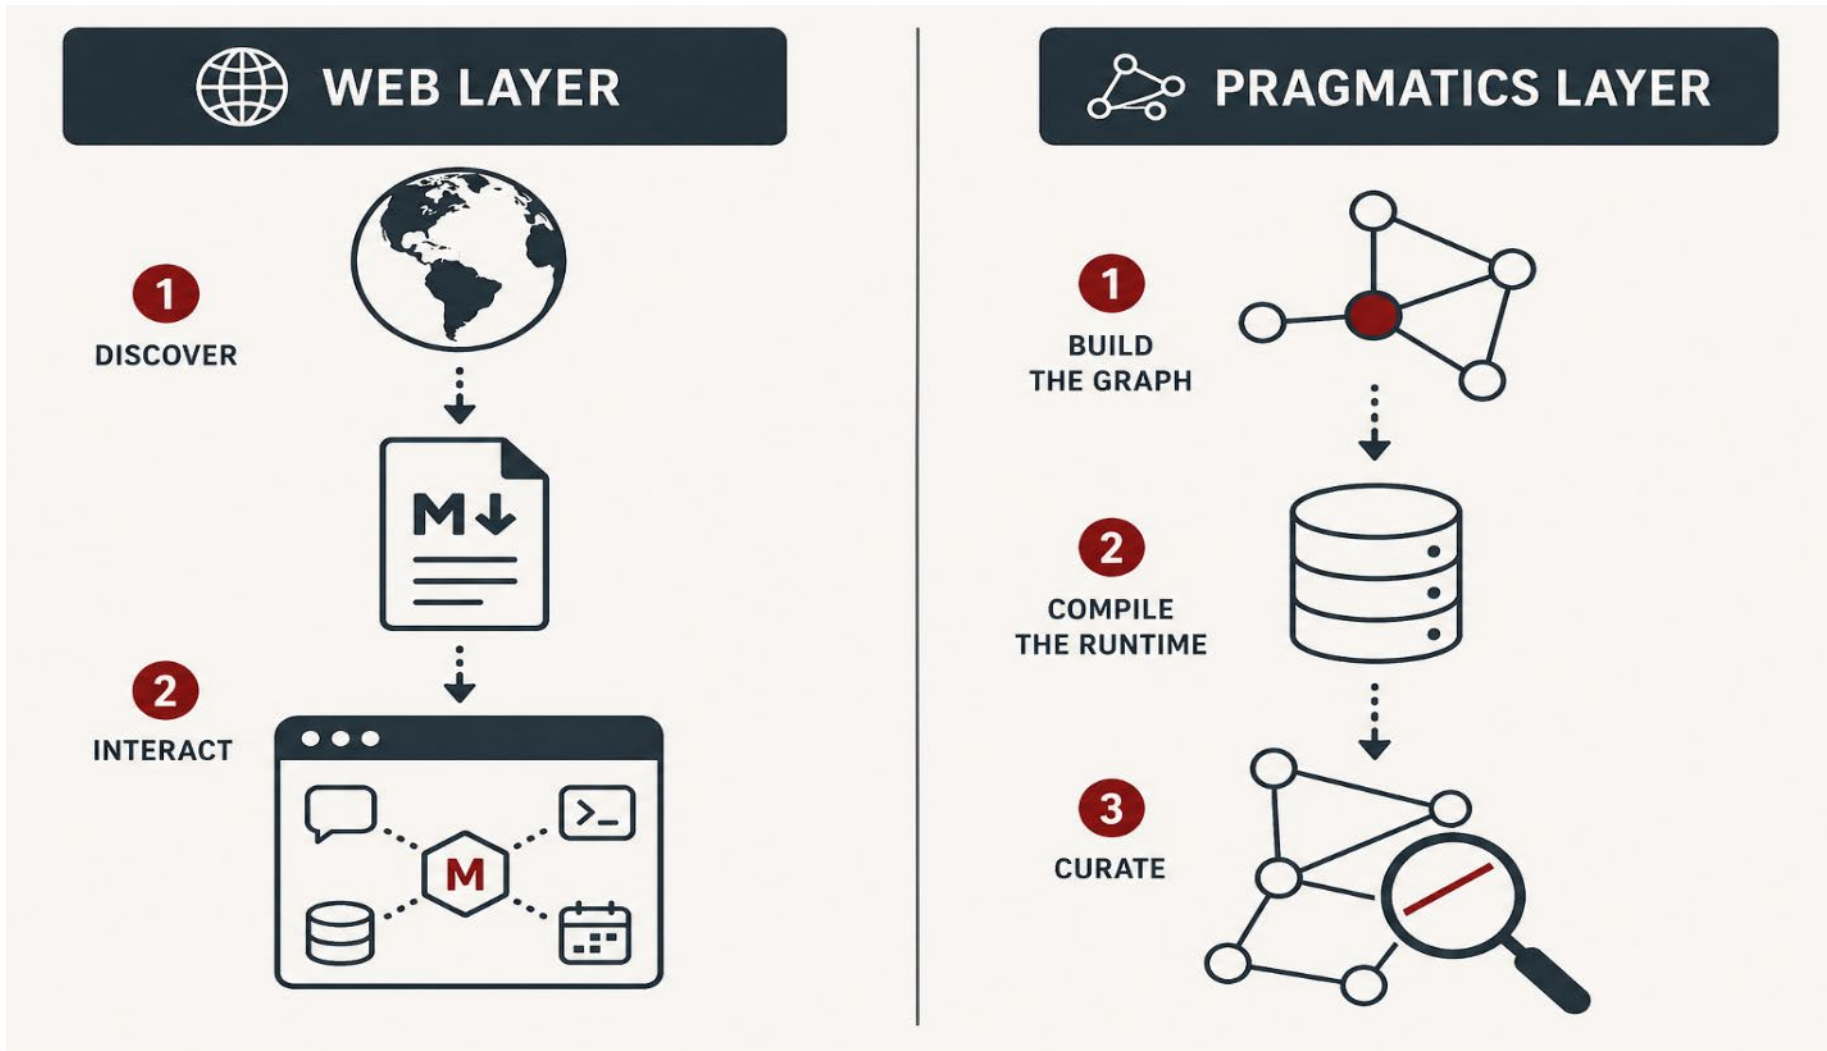 WEB LAYER
1
DISCOVER
M↓
2
INTERACT
>_
M
PRAGMATICS LAYER
1
BUILD
THE GRAPH
2
COMPILE
THE RUNTIME
3
CURATE